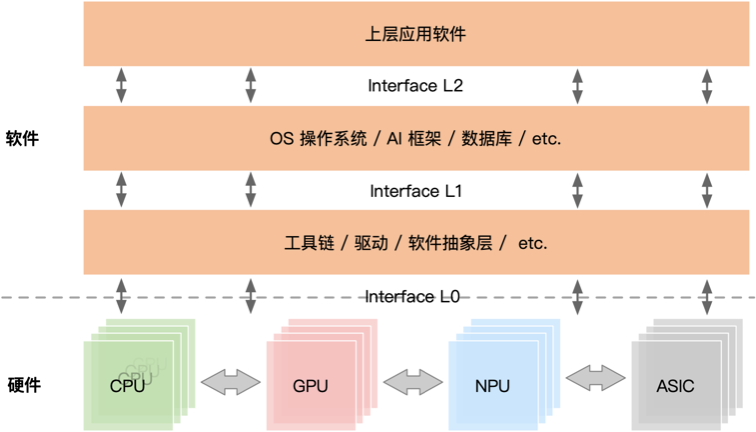 上层应用软件
Interface L2
软件
OS 操作系统 / AI 框架 / 数据库 / etc.
Interface L1
工具链 / 驱动 / 软件抽象层 / etc.
Interface L0
硬件
CPU
CPU
CPU
GPU
NPU
ASIC